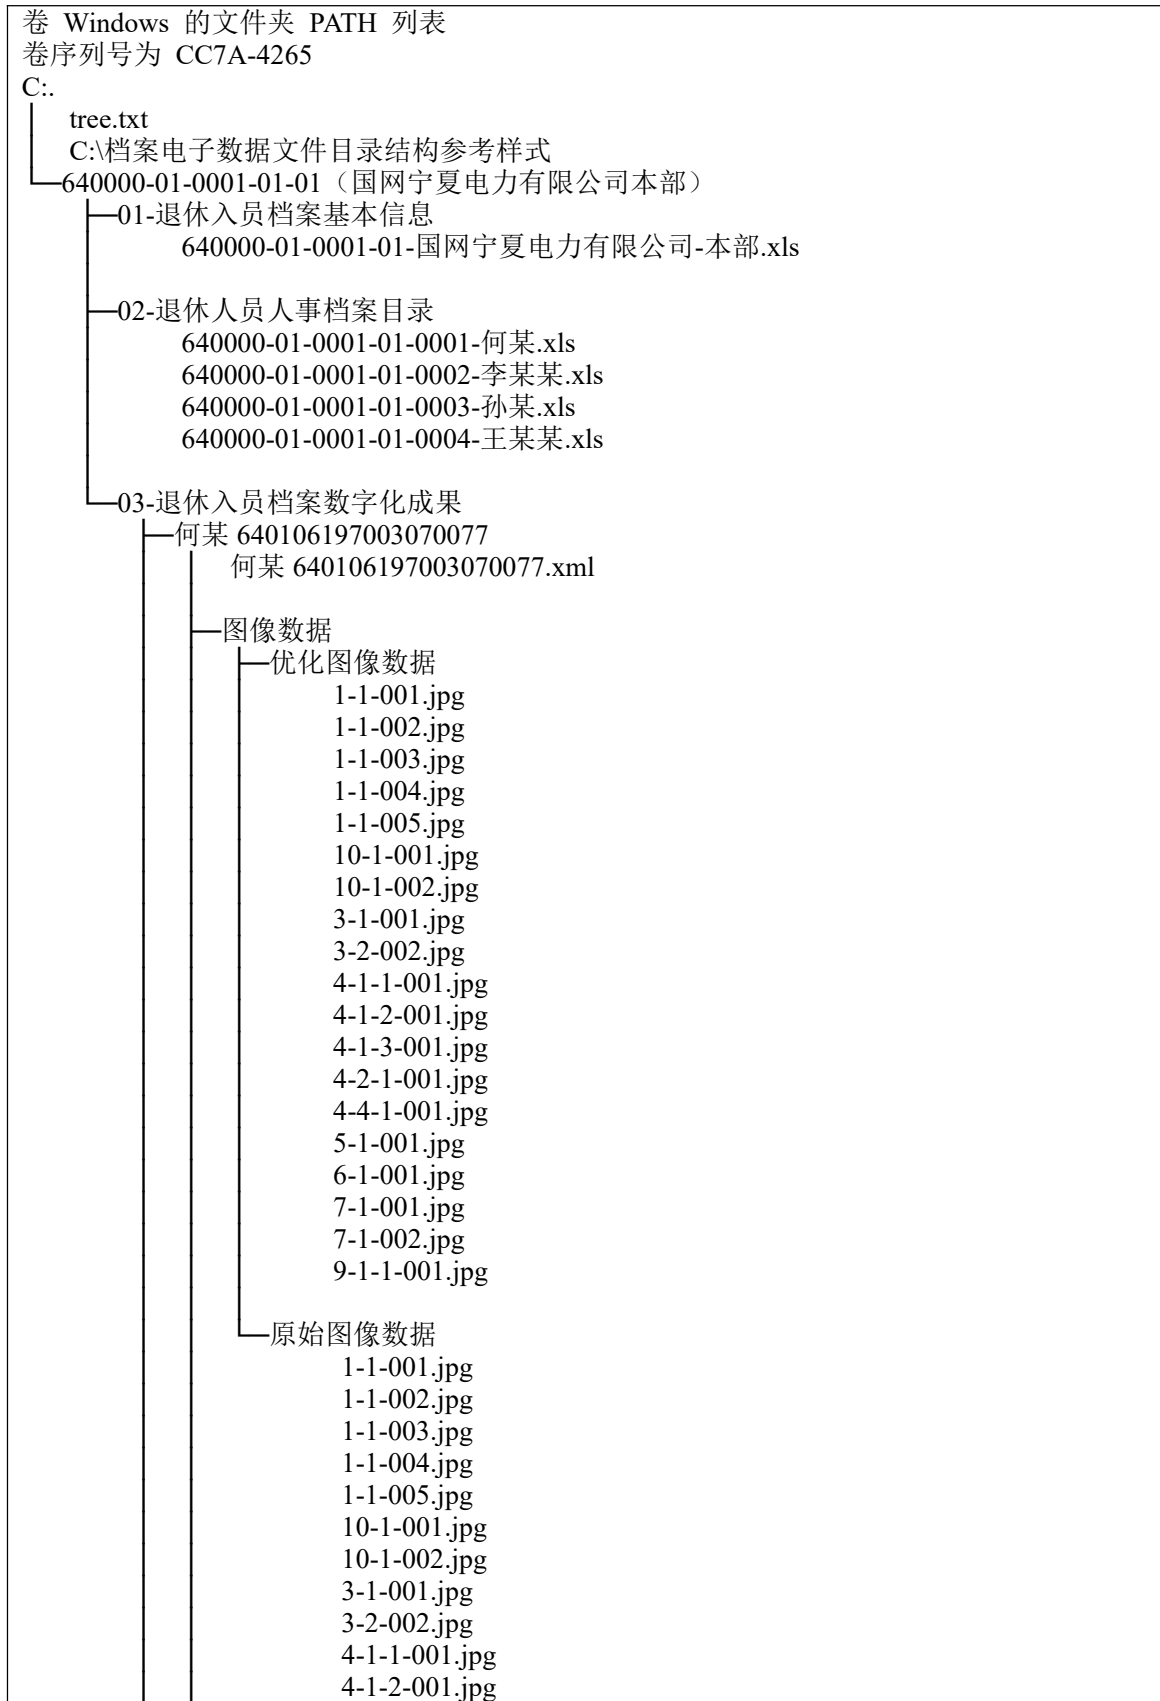 卷 Windows 的文件夹 PATH 列表
卷序列号为 CC7A-4265
C:.
tree.txt
C:\档案电子数据文件目录结构参考样式
640000-01-0001-01-01（国网宁夏电力有限公司本部）
01-退休入员档案基本信息
640000-01-0001-01-国网宁夏电力有限公司-本部.xls
02-退休人员人事档案目录
640000-01-0001-01-0001-何某.xls
640000-01-0001-01-0002-李某某.xls
640000-01-0001-01-0003-孙某.xls
640000-01-0001-01-0004-王某某.xls
03-退休入员档案数字化成果
何某 640106197003070077
何某 640106197003070077.xml
图像数据
优化图像数据
1-1-001.jpg
1-1-002.jpg
1-1-003.jpg
1-1-004.jpg
1-1-005.jpg
10-1-001.jpg
10-1-002.jpg
3-1-001.jpg
3-2-002.jpg
4-1-1-001.jpg
4-1-2-001.jpg
4-1-3-001.jpg
4-2-1-001.jpg
4-4-1-001.jpg
5-1-001.jpg
6-1-001.jpg
7-1-001.jpg
7-1-002.jpg
9-1-1-001.jpg
原始图像数据
1-1-001.jpg
1-1-002.jpg
1-1-003.jpg
1-1-004.jpg
1-1-005.jpg
10-1-001.jpg
10-1-002.jpg
3-1-001.jpg
3-2-002.jpg
4-1-1-001.jpg
4-1-2-001.jpg